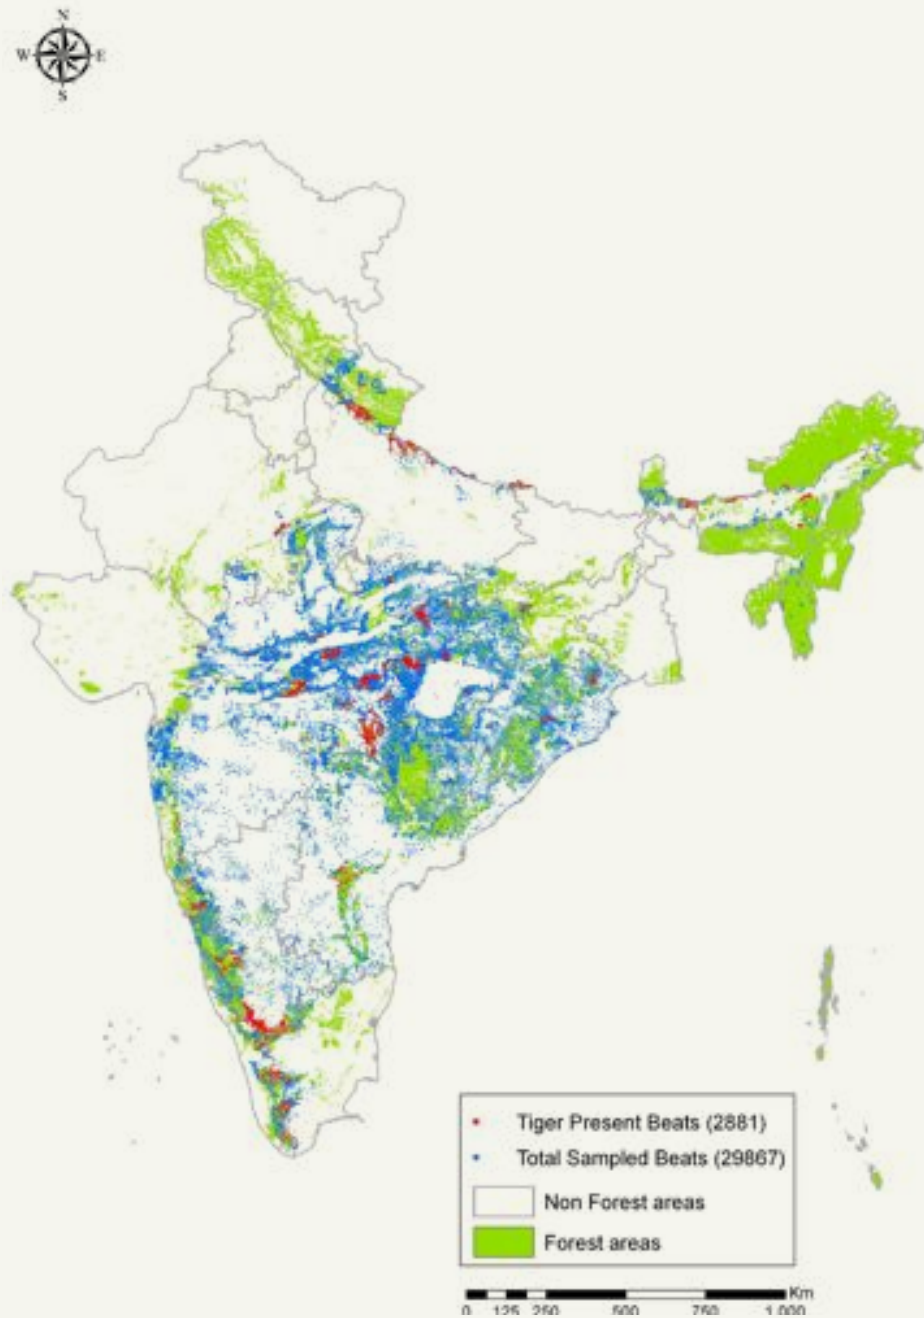 N
W E
S
Tiger Present Beats (2881)
Total Sampled Beats (29867)
Non Forest areas
Forest areas
Km
0 125 250 500 750 1,000